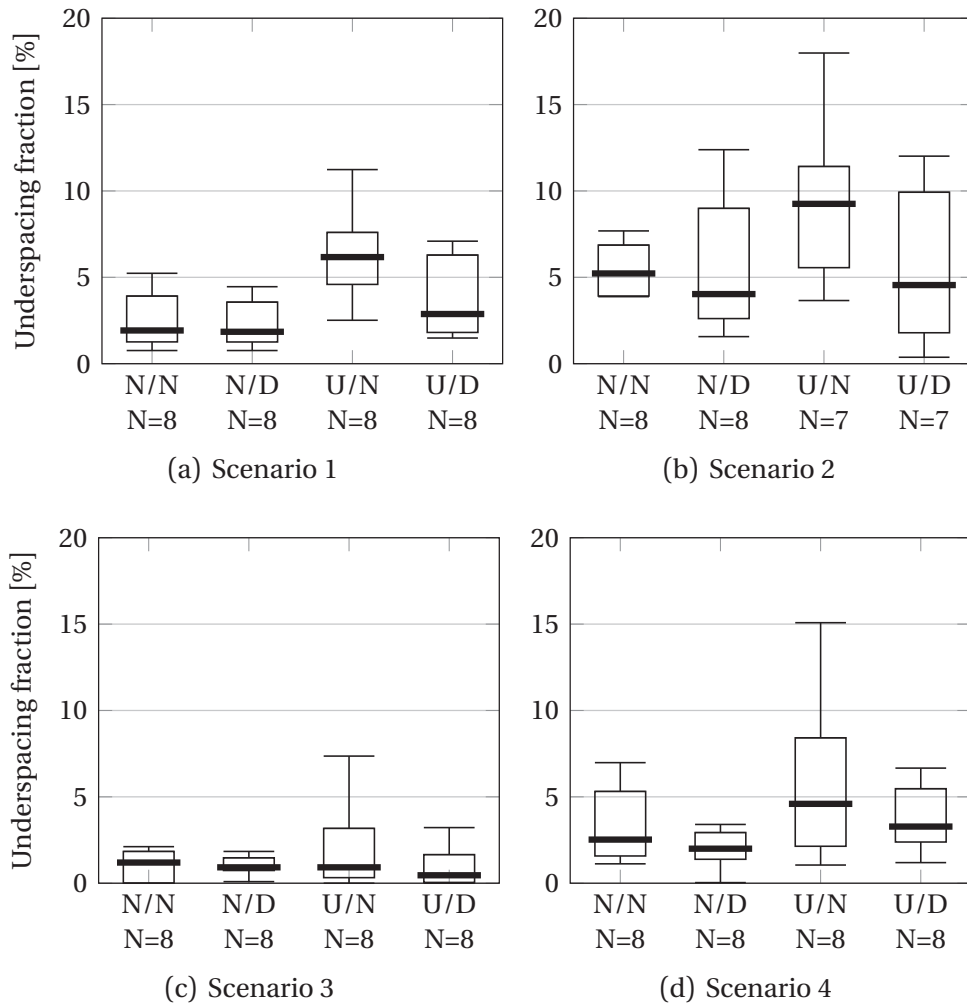 Underspacing fraction [%]
20
15
10
5
0
N/N N/D U/N U/D
N=8 N=8 N=8 N=8
(a) Scenario 1
20
15
10
5
0
N/N N/D U/N U/D
N=8 N=8 N=7 N=7
(b) Scenario 2
Underspacing fraction [%]
20
15
10
5
0
N/N N/D U/N U/D
N=8 N=8 N=8 N=8
(c) Scenario 3
20
15
10
5
0
N/N N/D U/N U/D
N=8 N=8 N=8 N=8
(d) Scenario 4